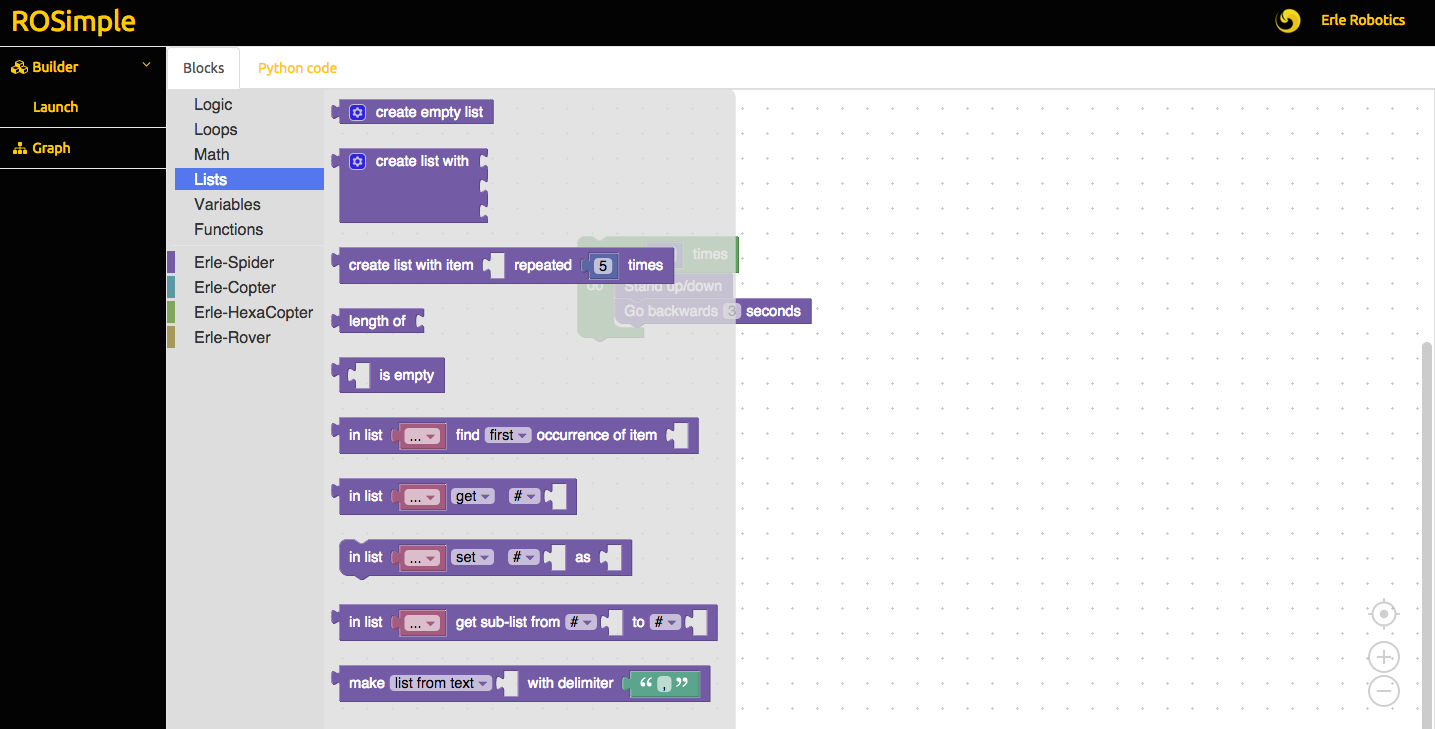 ROSimple
Erle Robotics
Builder
Launch
Graph
Blocks Python code
Logic
Loops
Math
Lists
Variables
Functions
Erle-Spider
Erle-Copter
Erle-HexaCopter
Erle-Rover
create empty list
create list with
create list with item repeated 5 times
length of
is empty
in list ... find first occurrence of item
in list ... get #
in list ... set # as
in list ... get sub-list from # to #
make list from text with delimiter “ , ”
times
do Stand up/down
Go backwards 3 seconds